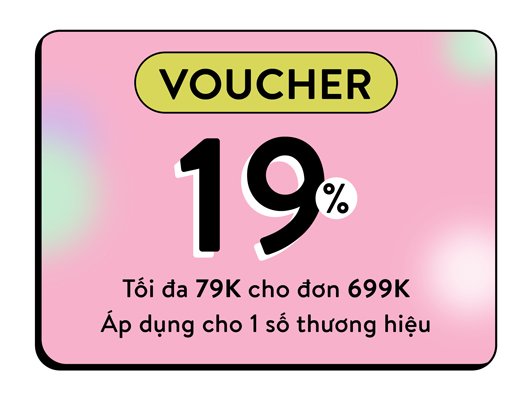 VOUCHER
19%
Tối đa 79K cho đơn 699K
Áp dụng cho 1 số thương hiệu